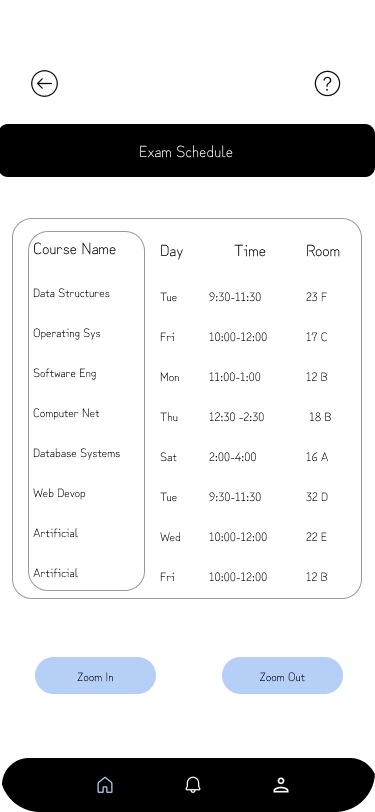 ?
Exam Schedule
Course Name Day Time Room
Data Structures Tue 9:30-11:30 23 F
Operating Sys Fri 10:00-12:00 17 C
Software Eng Mon 11:00-1:00 12 B
Computer Net Thu 12:30 -2:30 18 B
Database Systems Sat 2:00-4:00 16 A
Web Devop Tue 9:30-11:30 32 D
Artificial Wed 10:00-12:00 22 E
Artificial Fri 10:00-12:00 12 B
Zoom In Zoom Out